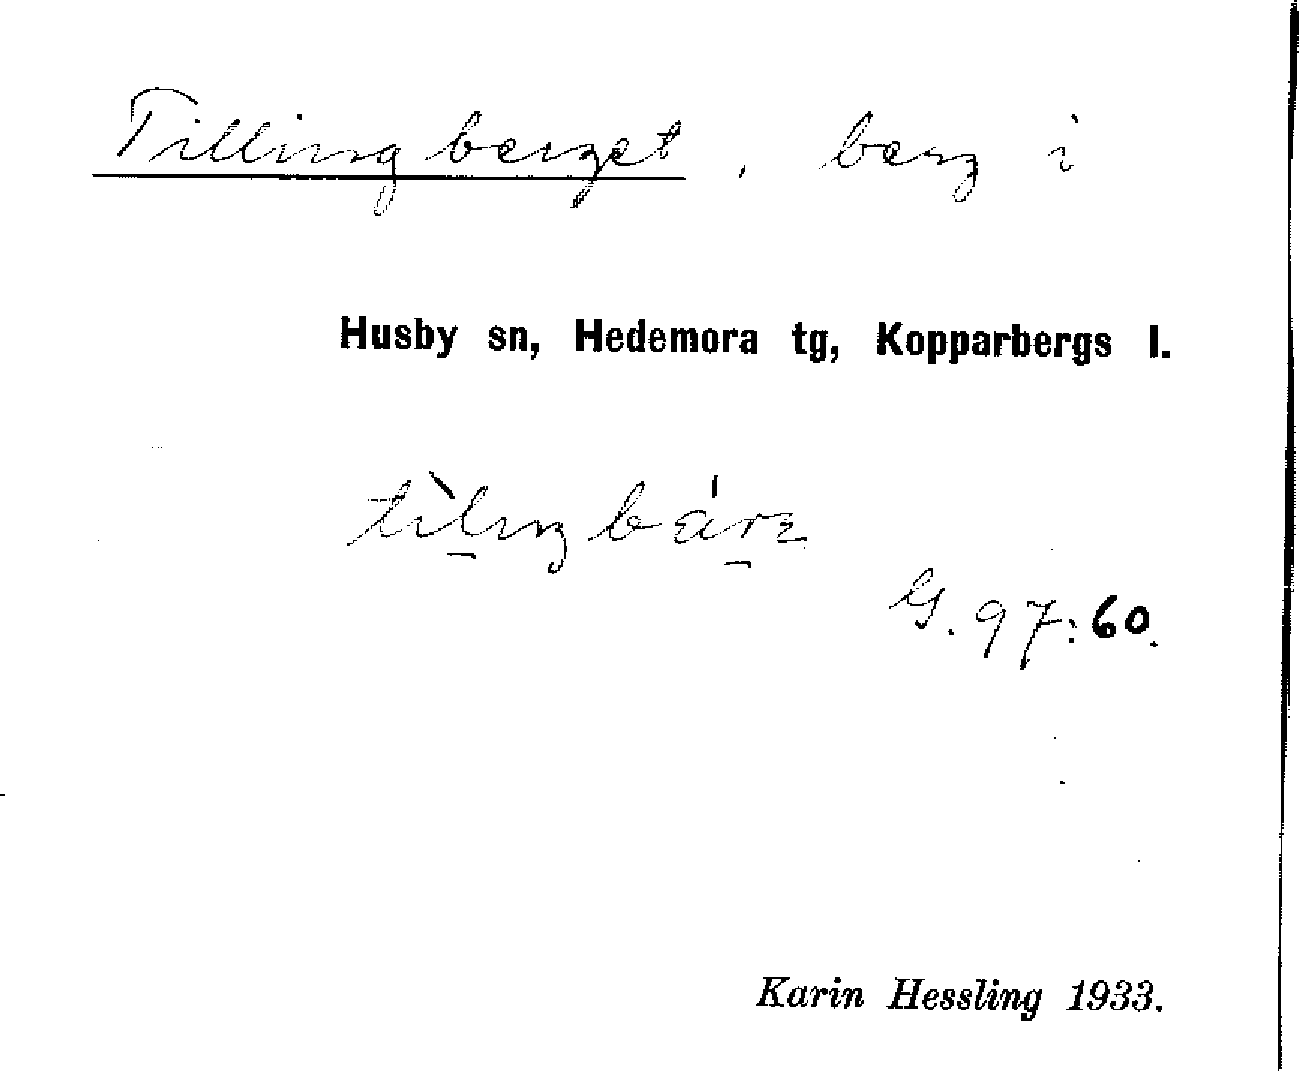 Tillingberget, berg i
Husby sn, Hedemora tg, Kopparbergs l.
G. 97:60.
Karin Hessling 1933.